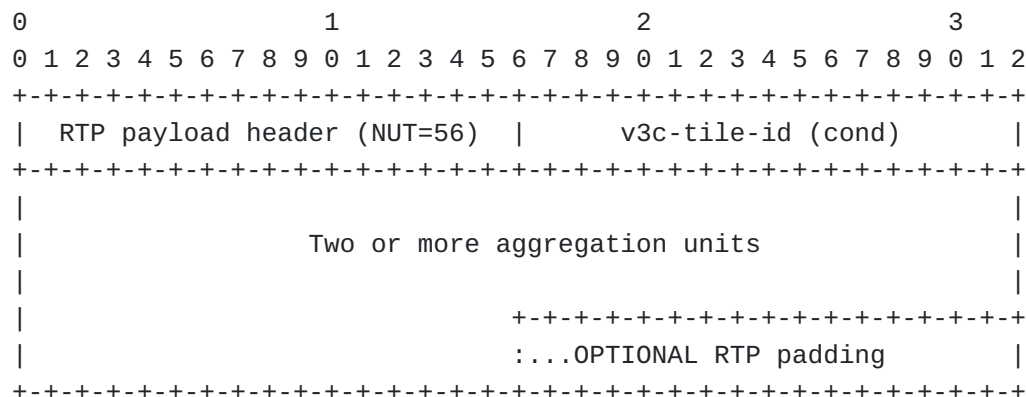 0                   1                   2                   3
0 1 2 3 4 5 6 7 8 9 0 1 2 3 4 5 6 7 8 9 0 1 2 3 4 5 6 7 8 9 0 1 2
+-+-+-+-+-+-+-+-+-+-+-+-+-+-+-+-+-+-+-+-+-+-+-+-+-+-+-+-+-+-+-+-+
|  RTP payload header (NUT=56)  |      v3c-tile-id (cond)       |
+-+-+-+-+-+-+-+-+-+-+-+-+-+-+-+-+-+-+-+-+-+-+-+-+-+-+-+-+-+-+-+-+
|                                                               |
|                  Two or more aggregation units                |
|                                                               |
|                               +-+-+-+-+-+-+-+-+-+-+-+-+-+-+-+-+
|                               :...OPTIONAL RTP padding        |
+-+-+-+-+-+-+-+-+-+-+-+-+-+-+-+-+-+-+-+-+-+-+-+-+-+-+-+-+-+-+-+-+